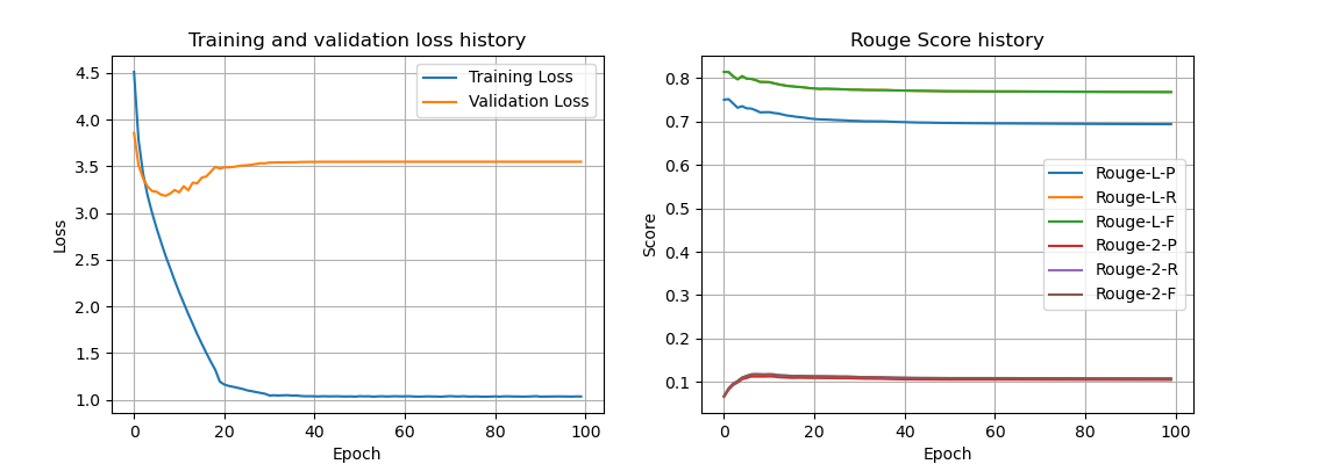 Training and validation loss history
Training Loss
Validation Loss
4.5
4.0
3.5
3.0
2.5
2.0
1.5
1.0
Loss
0
20
40
60
80
100
Epoch
Rouge Score history
0.8
0.7
0.6
0.5
0.4
0.3
0.2
0.1
Score
Rouge-L-P
Rouge-L-R
Rouge-L-F
Rouge-2-P
Rouge-2-R
Rouge-2-F
0
20
40
60
80
100
Epoch